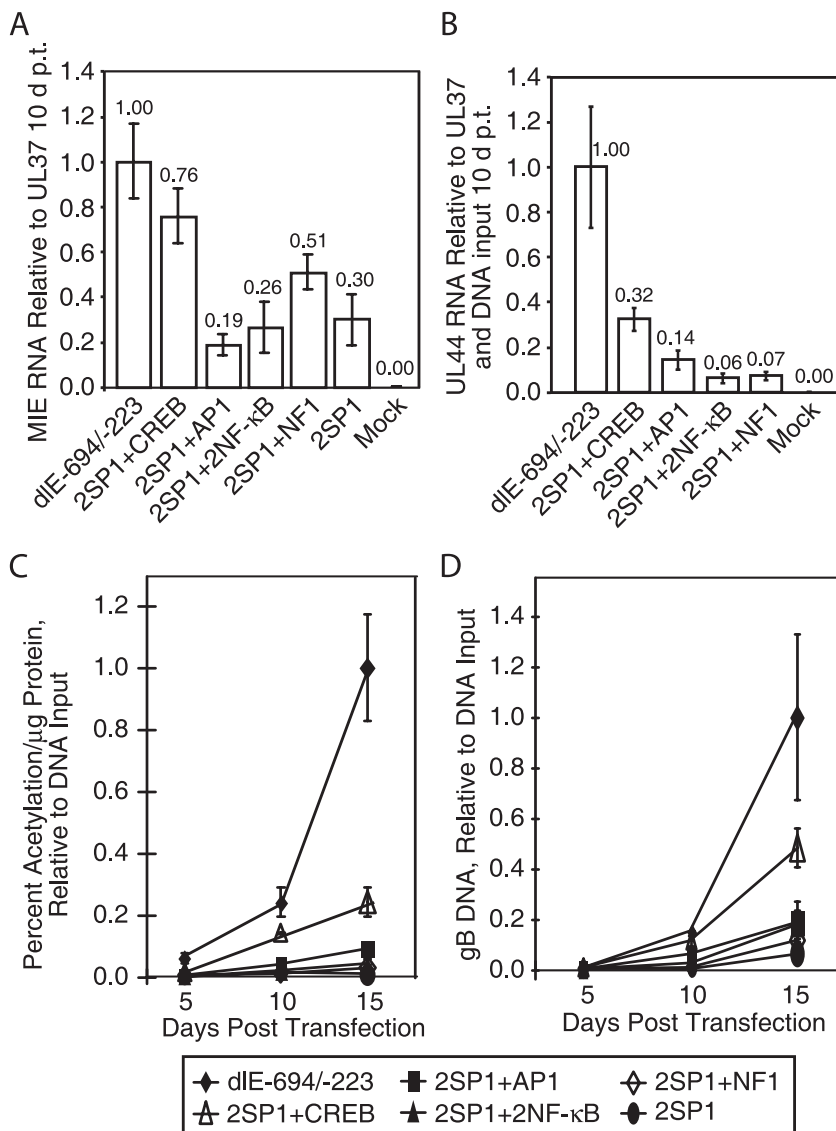 A
MIE RNA Relative to UL37 10 d p.t.
1.4
1.2
1.0
0.8
0.6
0.4
0.2
0.0
1.00
0.76
0.19
0.26
0.51
0.30
0.00
dIE-694/-223
2SP1+CREB
2SP1+AP1
2SP1+2NF-κB
2SP1+NF1
2SP1
Mock
B
UL44 RNA Relative to UL37
and DNA input 10 d p.t.
1.4
1.2
1.0
0.8
0.6
0.4
0.2
0.0
1.00
0.32
0.14
0.06
0.07
0.00
dIE-694/-223
2SP1+CREB
2SP1+AP1
2SP1+2NF-κB
2SP1+NF1
Mock
C
Percent Acetylation/μg Protein,
Relative to DNA Input
1.2
1.0
0.8
0.6
0.4
0.2
0.0
5
10
15
Days Post Transfection
D
gB DNA, Relative to DNA Input
1.4
1.2
1.0
0.8
0.6
0.4
0.2
0.0
5
10
15
Days Post Transfection
dIE-694/-223
2SP1+AP1
2SP1+NF1
2SP1+CREB
2SP1+2NF-κB
2SP1